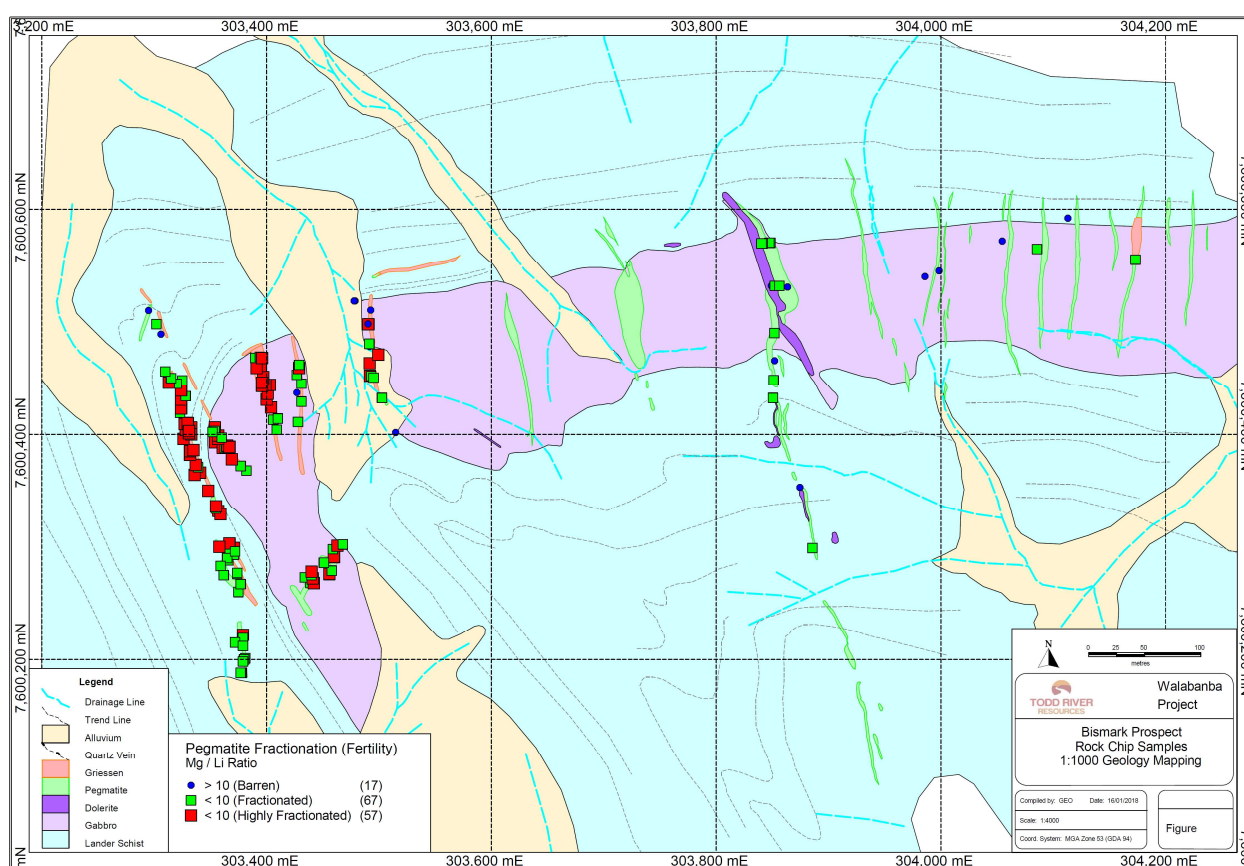 3,200 mE
303,400 mE
303,600 mE
303,800 mE
304,000 mE
304,200 mE
7,600,600 mN
7,600,400 mN
7,600,200 mN
mN
Legend
Drainage Line
Trend Line
Alluvium
Quartz Vein
Griessen
Pegmatite
Dolerite
Gabbro
Lander Schist
Pegmatite Fractionation (Fertility)
Mg / Li Ratio
> 10 (Barren) (17)
< 10 (Fractionated) (67)
< 10 (Highly Fractionated) (57)
N
0 25 50 100
metres
TODD RIVER
RESOURCES
Walabanba
Project
Bismark Prospect
Rock Chip Samples
1:1000 Geology Mapping
Compiled by: GEO Date: 16/01/2018
Scale: 1:4000
Coord. System: MGA Zone 53 (GDA 94)
Figure
303,400 mE
303,600 mE
303,800 mE
304,000 mE
304,200 mE